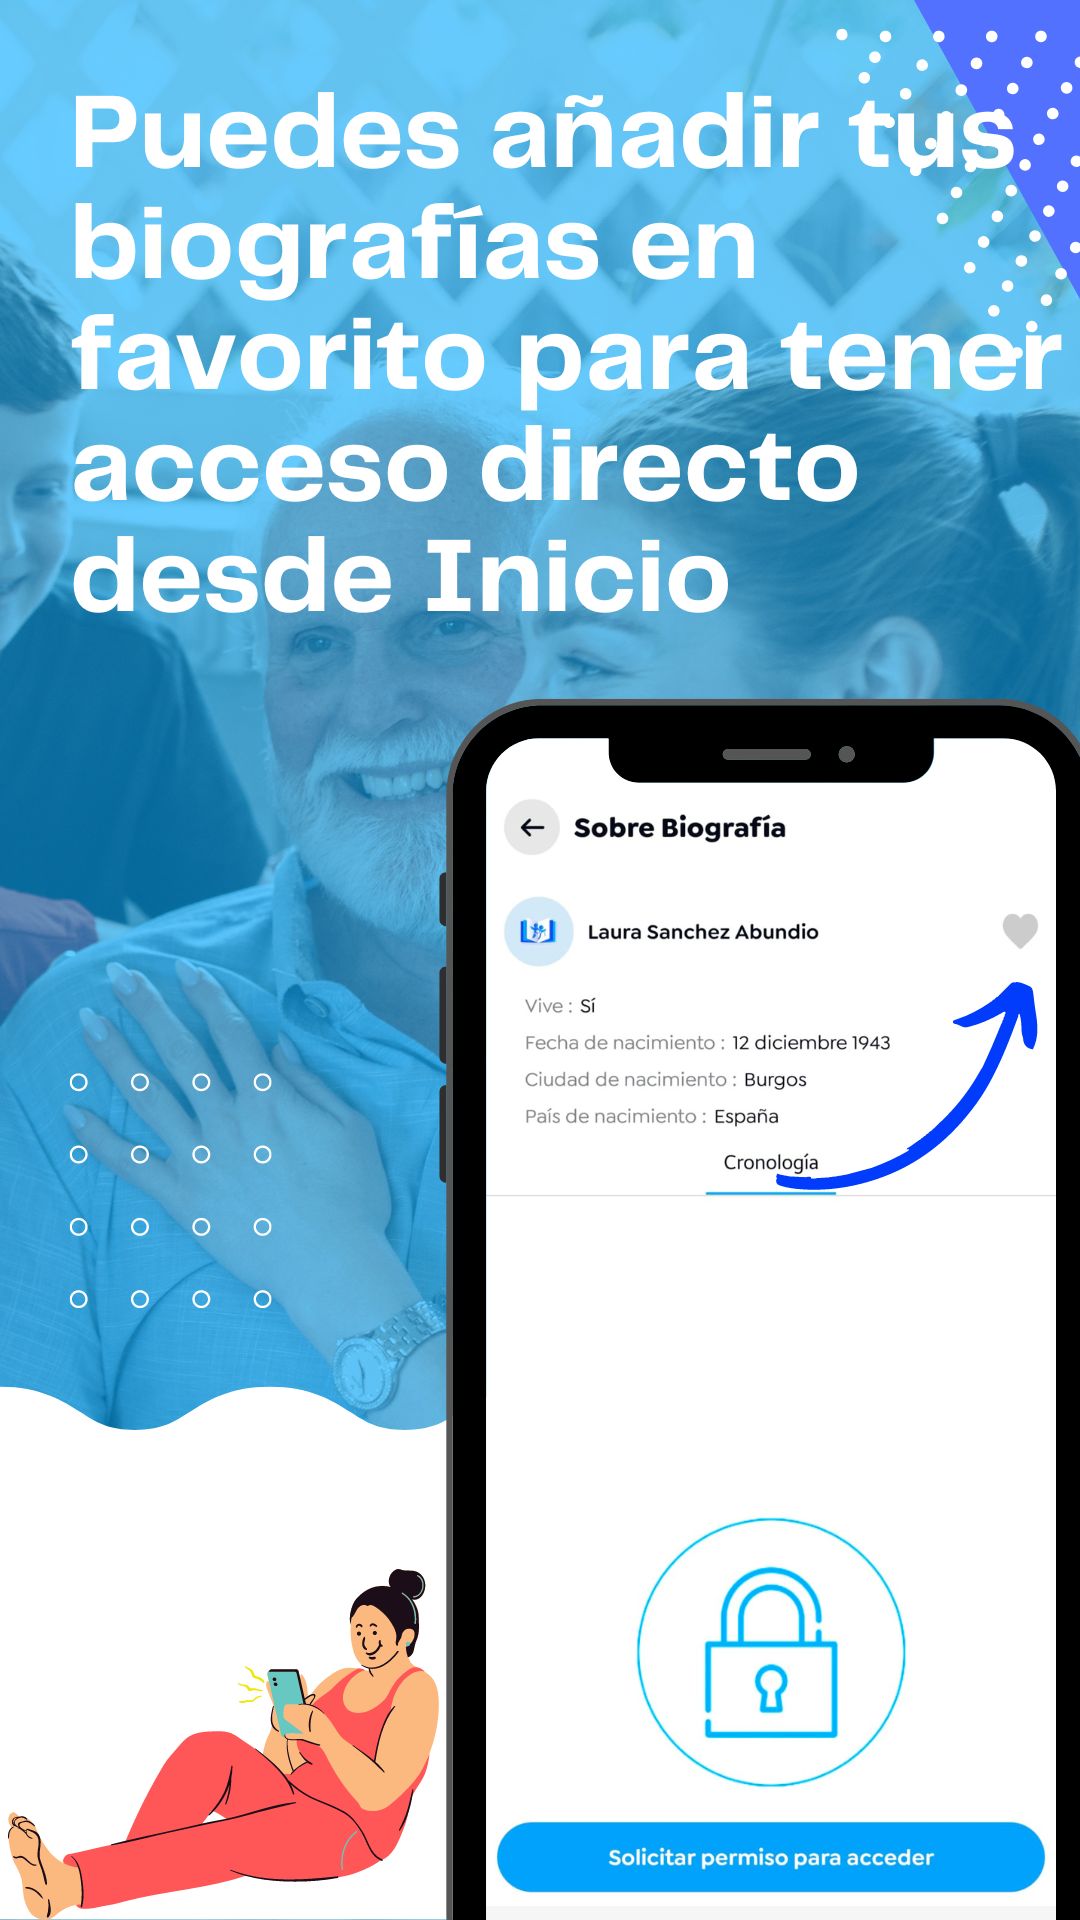 Puedes añadir tus
biografías en
favorito para tener
acceso directo
desde Inicio
Sobre Biografía
Laura Sanchez Abundio
Vive : Sí
Fecha de nacimiento : 12 diciembre 1943
Ciudad de nacimiento : Burgos
País de nacimiento : España
Cronología
Solicitar permiso para acceder